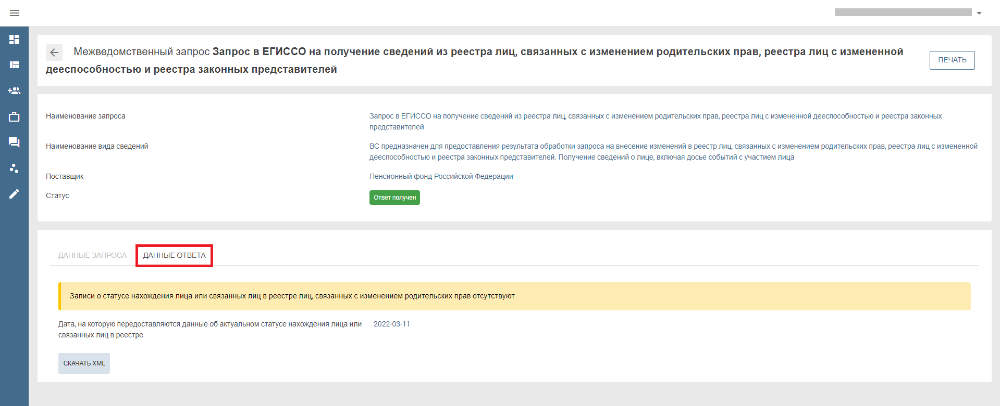 Межведомственный запрос Запрос в ЕГИССО на получение сведений из реестра лиц, связанных с изменением родительских прав, реестра лиц с измененной
дееспособностью и реестра законных представителей
ПЕЧАТЬ
Наименование запроса
Запрос в ЕГИССО на получение сведений из реестра лиц, связанных с изменением родительских прав, реестра лиц с измененной дееспособностью и реестра законных
представителей
Наименование вида сведений
ВС предназначен для предоставления результата обработки запроса на внесение изменений в реестр лиц, связанных с изменением родительских прав, реестра лиц с измененной
дееспособностью и реестра законных представителей. Получение сведений о лице, включая досье событий с участием лица
Поставщик
Пенсионный фонд Российской Федерации
Статус
Ответ получен
ДАННЫЕ ЗАПРОСА
ДАННЫЕ ОТВЕТА
Записи о статусе нахождения лица или связанных лиц в реестре лиц, связанных с изменением родительских прав отсутствуют
Дата, на которую передоставляются данные об актуальном статусе нахождения лица или
связанных лиц в реестре
2022-03-11
СКАЧАТЬ XML